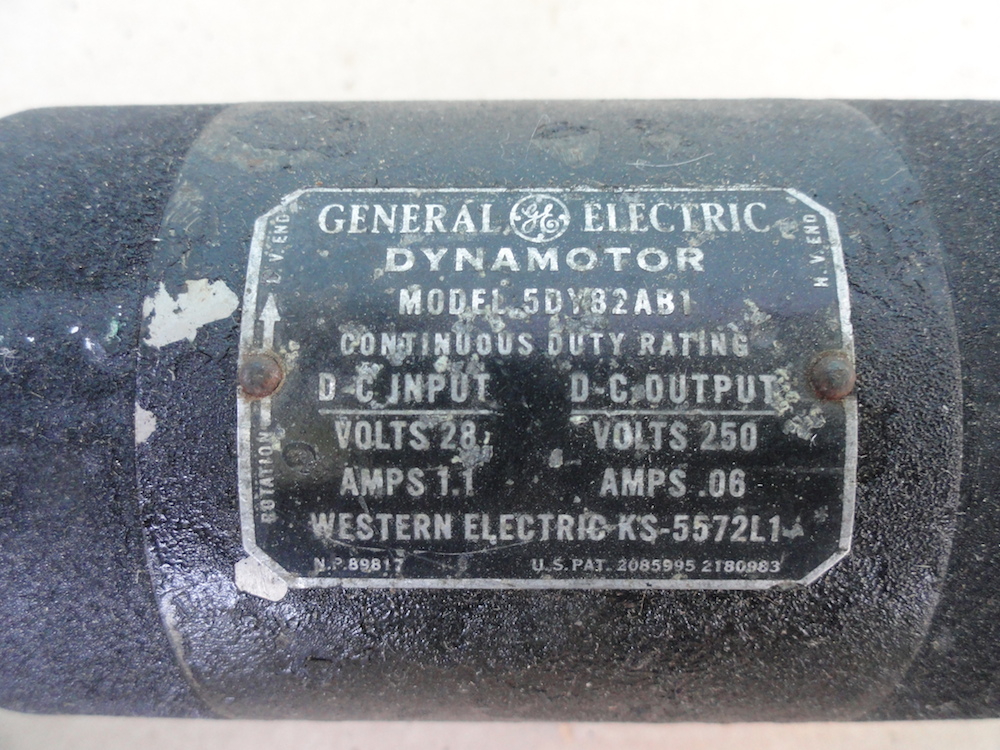 GENERAL GE ELECTRIC
DYNAMOTOR
MODEL 5DY82AB1
CONTINUOUS DUTY RATING
D-C INPUT D-C OUTPUT
VOLTS 28 VOLTS 250
AMPS 1.1 AMPS .06
WESTERN ELECTRIC KS-5572L1
N.P. 89817 U.S. PAT. 2085995 2180983
V. END
ROTATION
V. END